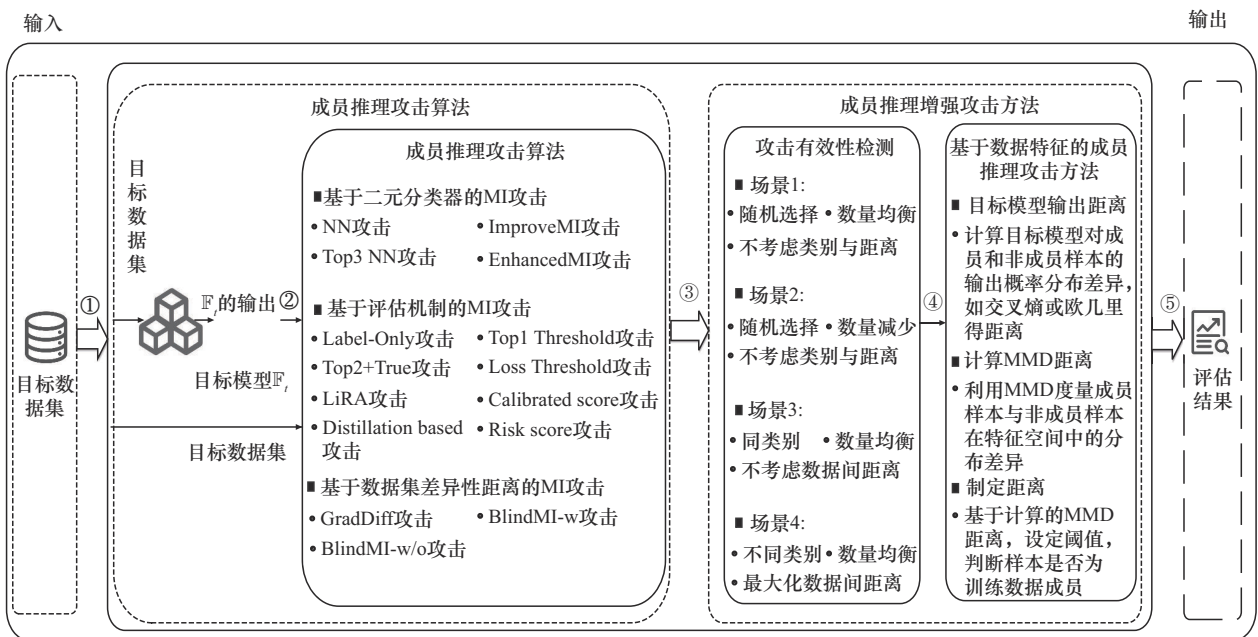 输入
输出
目标数
据集
①
成员推理攻击算法
目
标
数
据
集
𝔽t的输出
②
目标模型𝔽t
目标数据集
成员推理攻击算法
■基于二元分类器的MI攻击
•NN攻击 •ImproveMI攻击
•Top3 NN攻击 •EnhancedMI攻击
■基于评估机制的MI攻击
•Label-Only攻击 •Top1 Threshold攻击
•Top2+True攻击 •Loss Threshold攻击
•LiRA攻击 •Calibrated score攻击
•Distillation based •Risk score攻击
攻击
■基于数据集差异性距离的MI攻击
•GradDiff攻击 •BlindMI-w攻击
•BlindMI-w/o攻击
③
成员推理增强攻击方法
攻击有效性检测
■ 场景1:
•随机选择 •数量均衡
•不考虑类别与距离
■ 场景2:
•随机选择 •数量减少
•不考虑类别与距离
■ 场景3:
•同类别 •数量均衡
•不考虑数据间距离
■ 场景4:
•不同类别 •数量均衡
•最大化数据间距离
④
基于数据特征的成员
推理攻击方法
■ 目标模型输出距离
• 计算目标模型对成
员和非成员样本的
输出概率分布差异,
如交叉熵或欧几里
得距离
■ 计算MMD距离
• 利用MMD度量成员
样本与非成员样本
在特征空间中的分
布差异
■ 制定距离
• 基于计算的MMD
距离，设定阈值，
判断样本是否为
训练数据成员
⑤
评估
结果